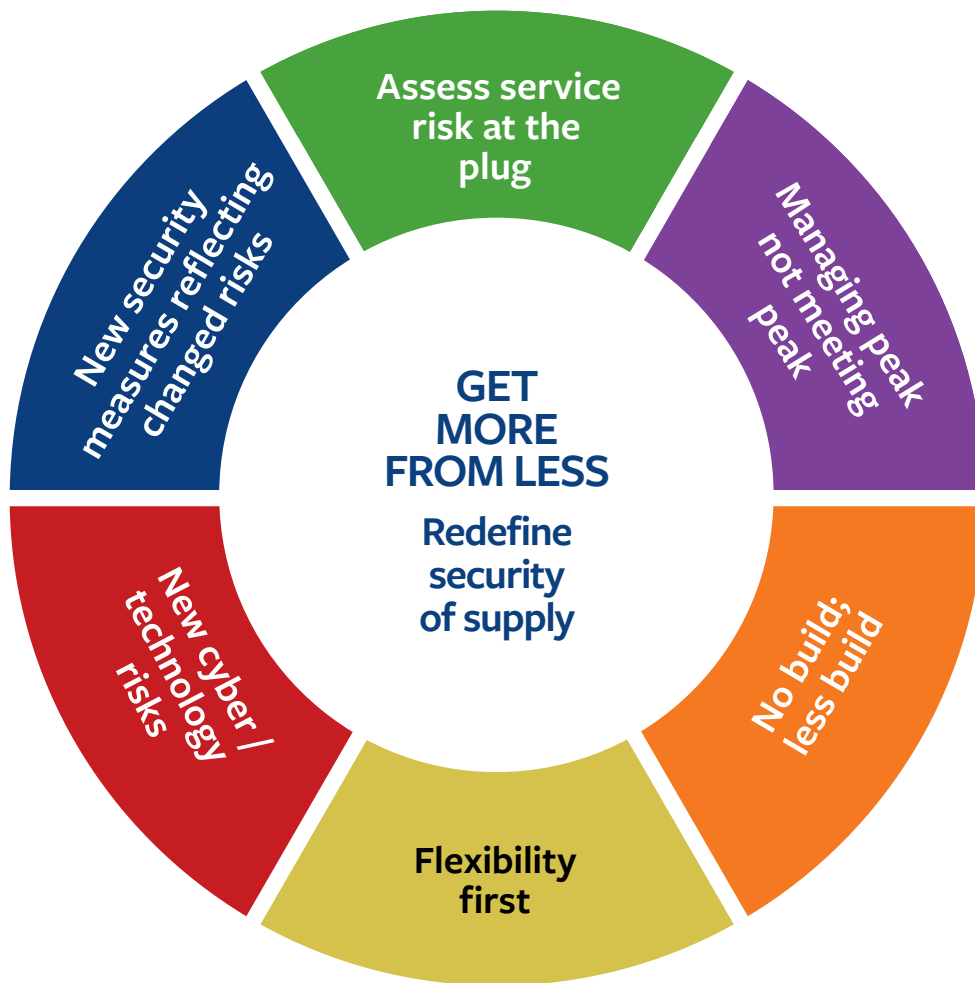 Assess service
risk at the
plug
Managing peak
not meeting
peak
No build;
less build
Flexibility
first
New cyber /
technology
risks
New security
measures reflecting
changed risks
GET
MORE
FROM LESS
Redefine
security
of supply